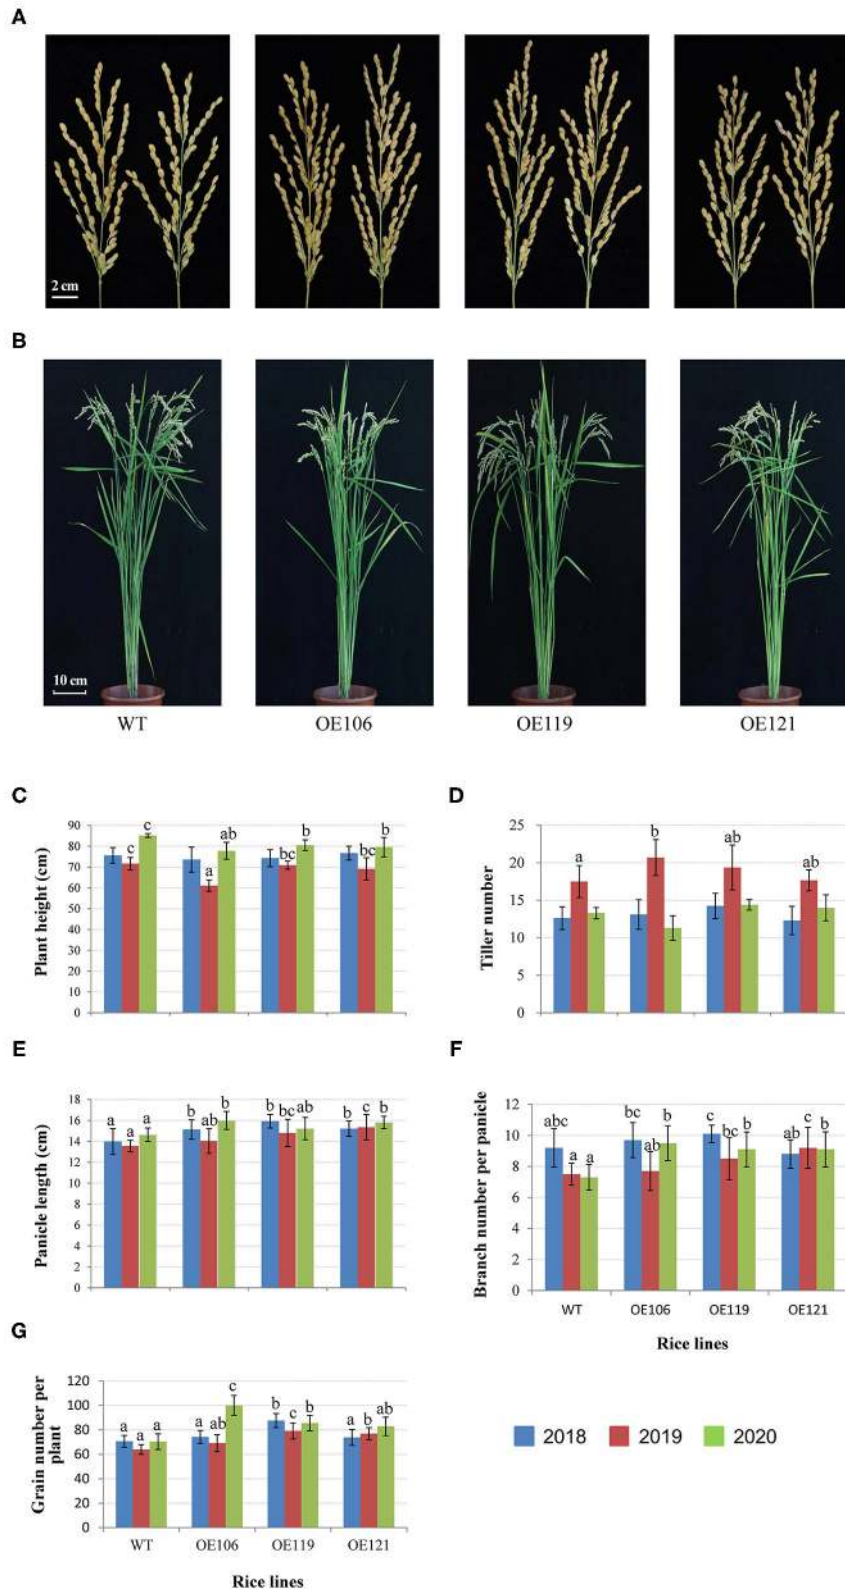 A
2 cm
B
10 cm
WT OE106 OE119 OE121
C
Plant height (cm)
90
80
70
60
50
40
30
20
10
0
c c ab a b bc b bc
D
Tiller number
25
20
15
10
5
0
a b ab ab
E
Panicle length (cm)
18
16
14
12
10
8
6
4
2
0
a a a b ab b b bc ab b c b
F
Branch number per panicle
12
10
8
6
4
2
0
abc a a bc ab b c bc b ab c b
WT OE106 OE119 OE121
Rice lines
G
Grain number per
plant
120
100
80
60
40
20
0
a a a a ab c b c b a b ab
WT OE106 OE119 OE121
Rice lines
2018 2019 2020